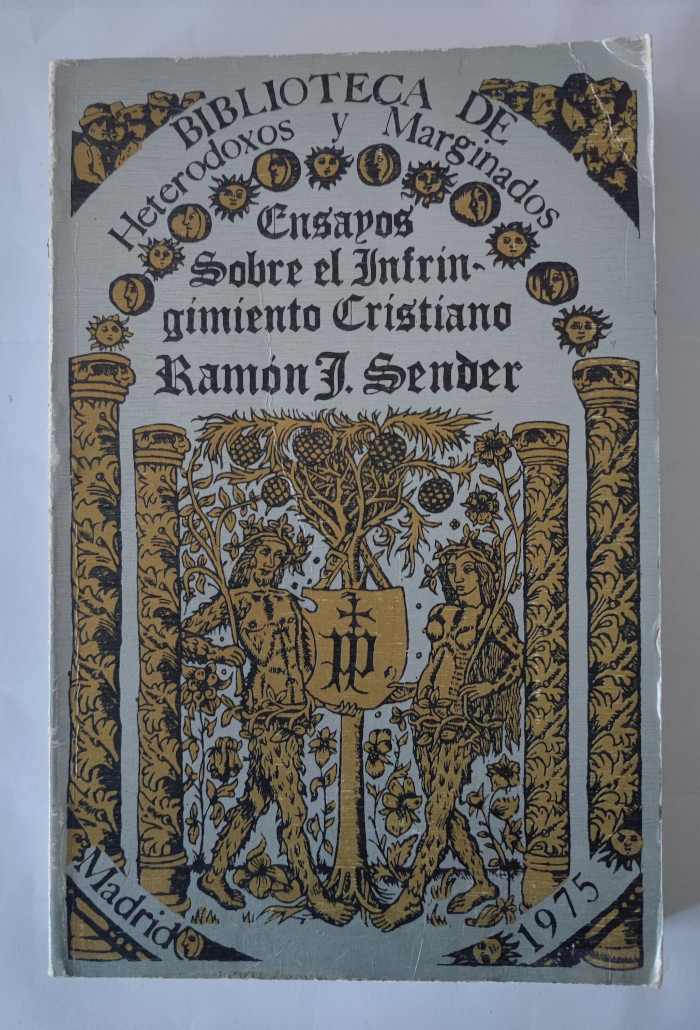 BIBLIOTECA DE
Heterodoxos y Marginados
Ensayos
Sobre el Infrin-
gimiento Cristiano
Ramón J. Sender
Madrid
1975